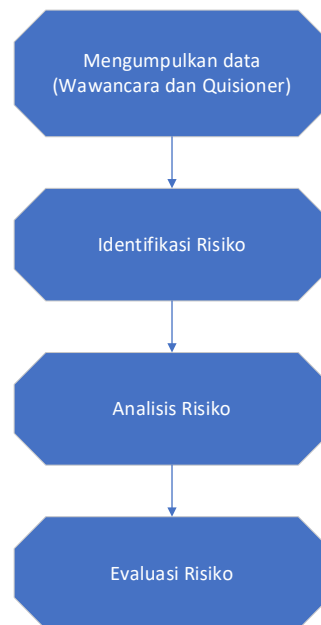 Mengumpulkan data
(Wawancara dan Quisioner)
Identifikasi Risiko
Analisis Risiko
Evaluasi Risiko